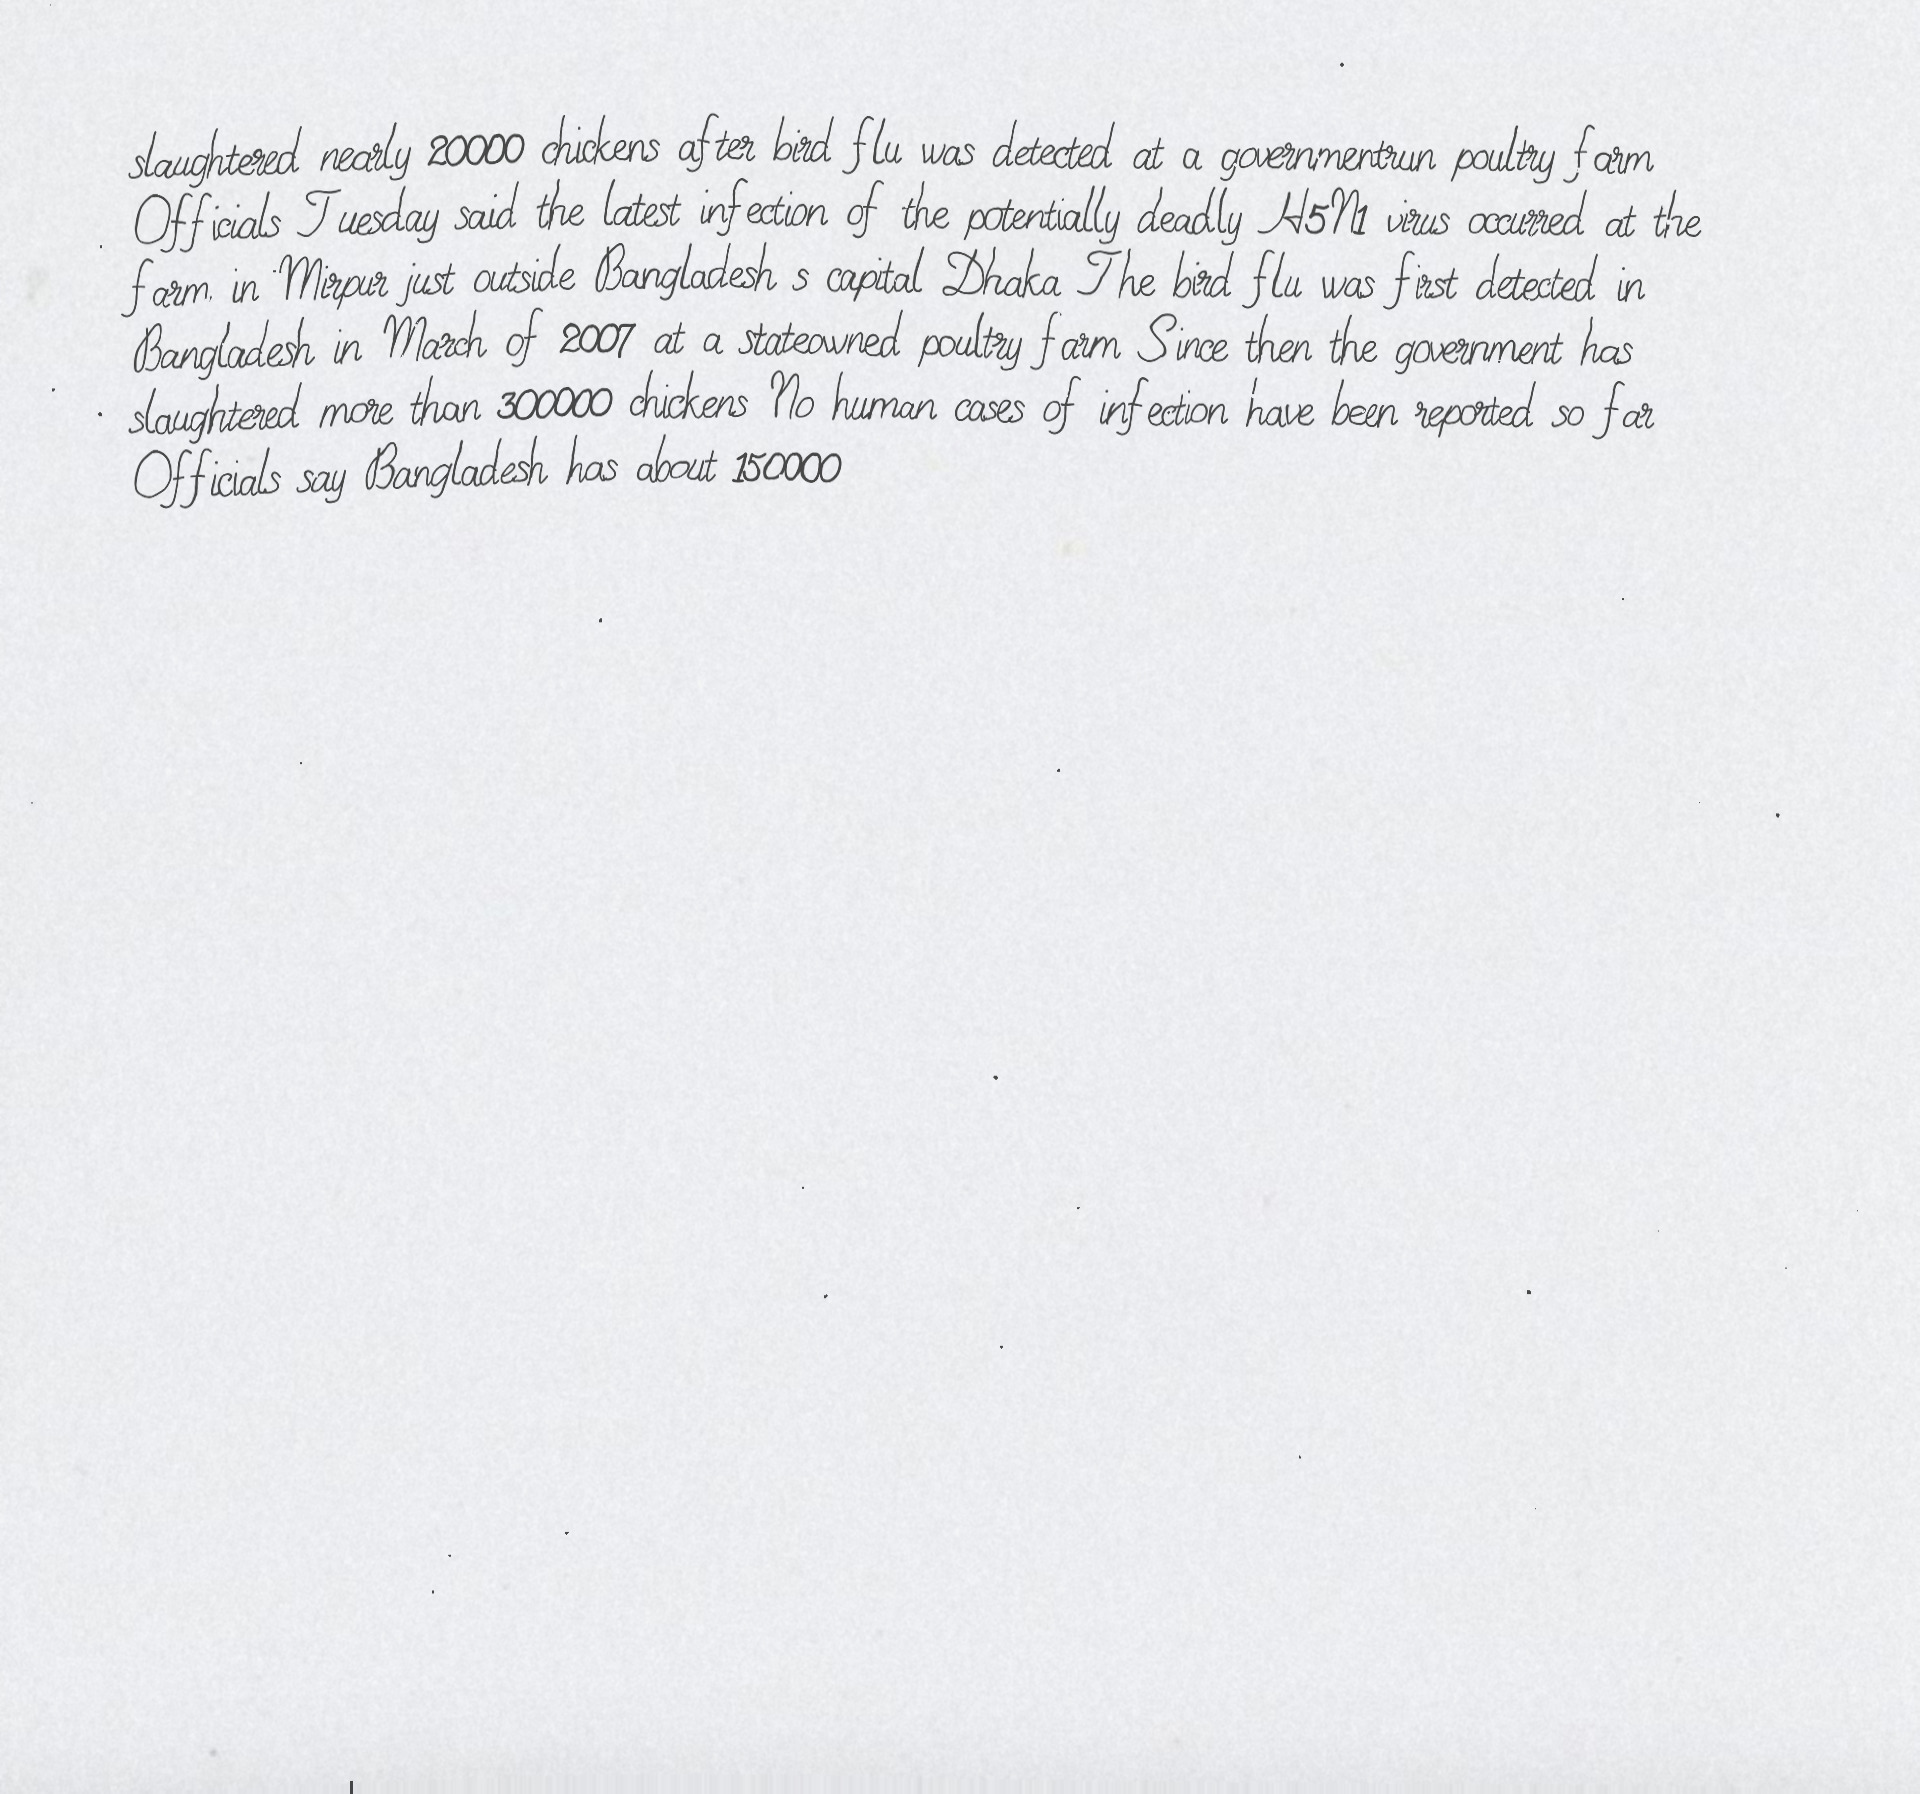 slaughtered nearly 20000 chickens after bird flu was detected at a governmentrun poultry farm
Officials Tuesday said the latest infection of the potentially deadly H5N1 virus occurred at the
farm in Mirpur just outside Bangladesh s capital Dhaka The bird flu was first detected in
Bangladesh in March of 2007 at a stateowned poultry farm Since then the government has
slaughtered more than 300000 chickens No human cases of infection have been reported so far
Officials say Bangladesh has about 150000